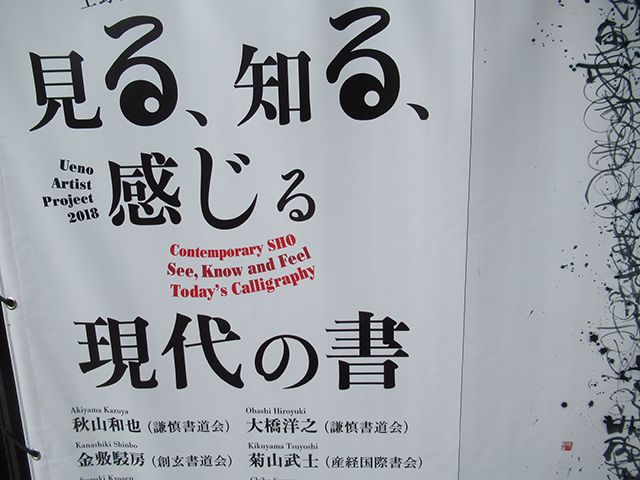 見る、知る、
Ueno
Artist
Project
2018
感じる
Contemporary SHO
See, Know and Feel
Today's Calligraphy
現代の書
Akiyama Kazuya
秋山和也(謙慎書道会)
Ohashi Hiroyuki
大橋洋之(謙慎書道会)
Kanashiki Shinbo
金敷駸房(創玄書道会)
Kikuyama Tsuyoshi
菊山武士(産経国際書会)